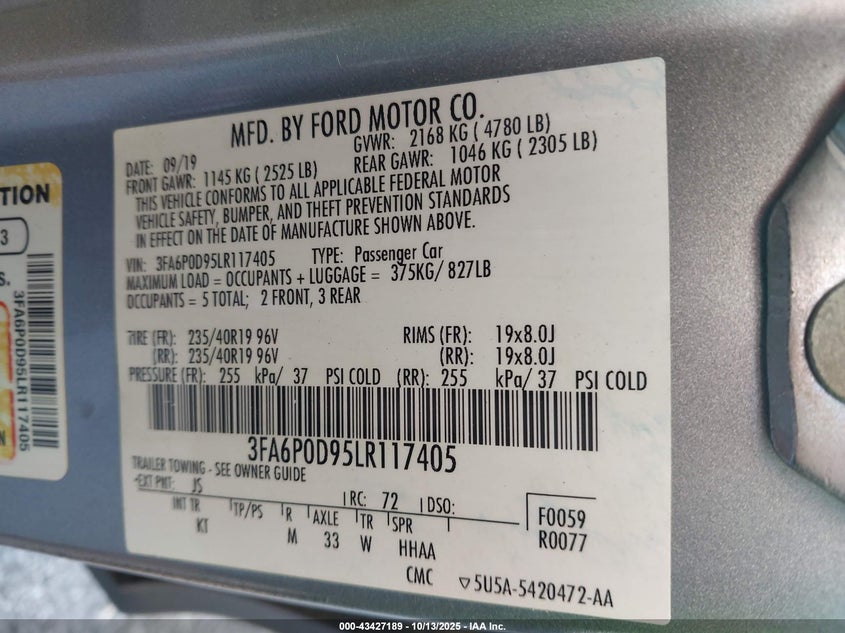 MFD. BY FORD MOTOR CO.
DATE: 09/19 GVWR: 2168 KG ( 4780 LB)
FRONT GAWR: 1145 KG ( 2525 LB) REAR GAWR: 1046 KG ( 2305 LB)
THIS VEHICLE CONFORMS TO ALL APPLICABLE FEDERAL MOTOR
VEHICLE SAFETY, BUMPER, AND THEFT PREVENTION STANDARDS
IN EFFECT ON THE DATE OF MANUFACTURE SHOWN ABOVE.
VIN: 3FA6P0D95LR117405 TYPE: Passenger Car
MAXIMUM LOAD = OCCUPANTS + LUGGAGE = 375KG/ 827LB
OCCUPANTS = 5 TOTAL; 2 FRONT, 3 REAR
TIRE (FR): 235/40R19 96V RIMS (FR): 19x8.0J
(RR): 235/40R19 96V (RR): 19x8.0J
PRESSURE (FR): 255 kPa/ 37 PSI COLD (RR): 255 kPa/ 37 PSI COLD
3FA6P0D95LR117405
TRAILER TOWING - SEE OWNER GUIDE
EXT PNT: JS RC: 72 DSO:
INT TR TP/PS R AXLE TR SPR
KT M 33 W HHAA
F0059
R0077
CMC ▽5U5A-5420472-AA
TION
3
S.
3FA6P0D95LR117405
N
000-43427189 - 10/13/2025 - IAA Inc.